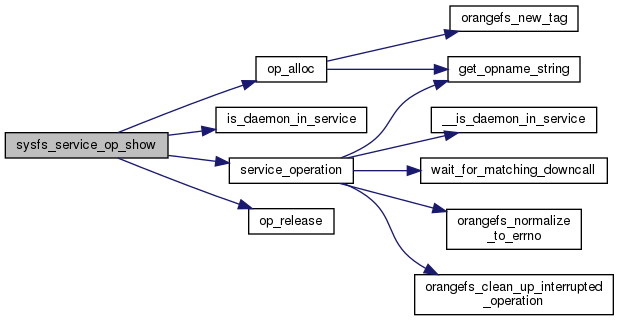 sysfs_service_op_show
op_alloc
is_daemon_in_service
service_operation
op_release
orangefs_new_tag
get_opname_string
__is_daemon_in_service
wait_for_matching_downcall
orangefs_normalize
_to_errno
orangefs_clean_up_interrupted
_operation